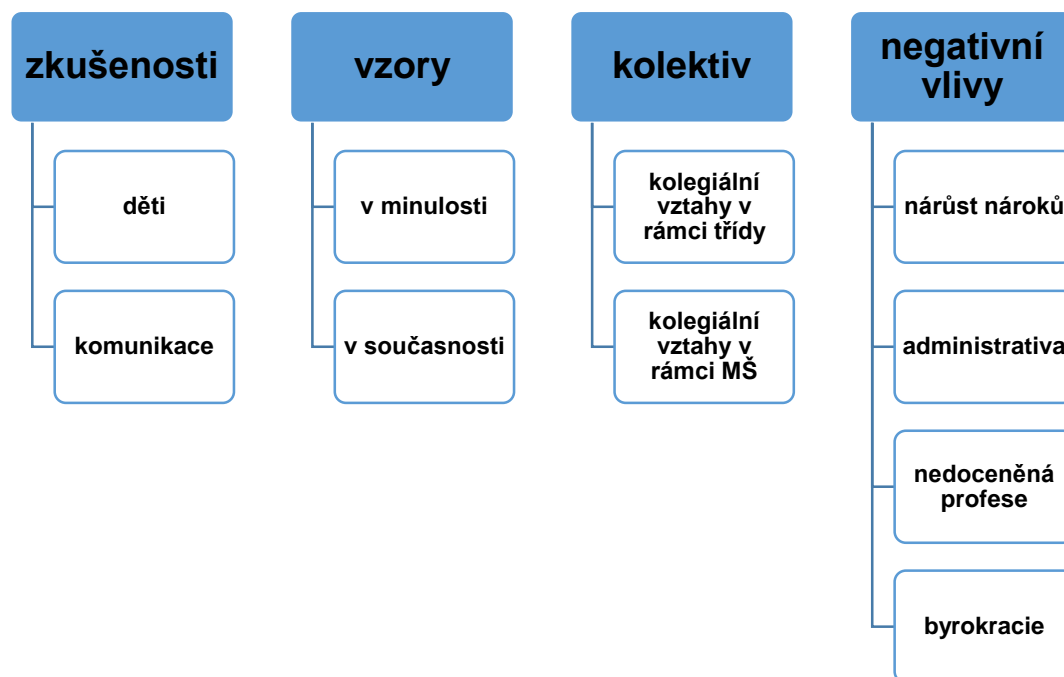 zkušenosti
děti
komunikace
vzory
v minulosti
v současnosti
kolektiv
kolegiální
vztahy v
rámci třídy
kolegiální
vztahy v
rámci MŠ
negativní
vlivy
nárůst nároků
administrativa
nedoceněná
profese
byrokracie